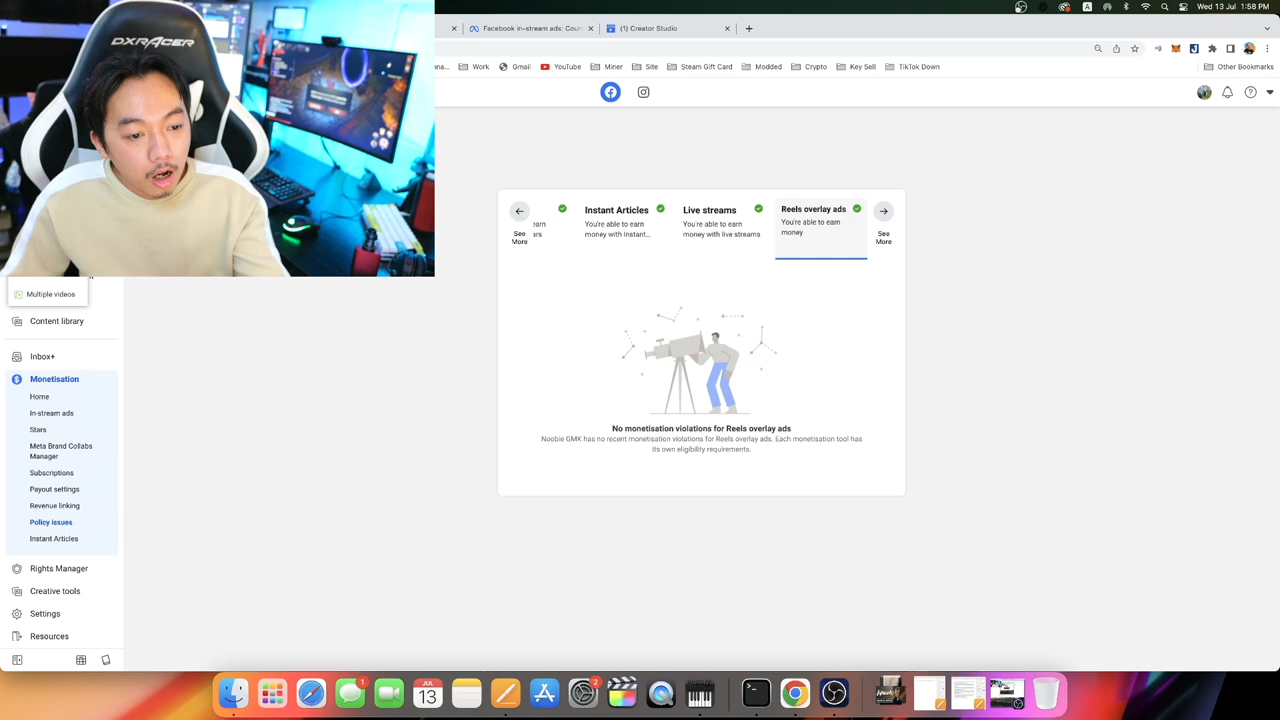 DXRACER
Facebook in-stream ads: Coun
(1) Creator Studio
Wed 13 July 1:58 PM
Work
Gmail
YouTube
Miner
Site
Steam Gift Card
Modded
Crypto
Key Sell
TikTok Down
Other Bookmarks
See
More
earn
ars
Instant Articles
You're able to earn
money with Instant...
Live streams
You're able to earn
money with live streams
Reels overlay ads
You're able to earn
money
See
More
No monetisation violations for Reels overlay ads
Noobie GMK has no recent monetisation violations for Reels overlay ads. Each monetisation tool has
its own eligibility requirements.
Multiple videos
Content library
Inbox+
Monetisation
Home
In-stream ads
Stars
Meta Brand Collabs
Manager
Subscriptions
Payout settings
Revenue linking
Policy issues
Instant Articles
Rights Manager
Creative tools
Settings
Resources
1
JUL
13
2